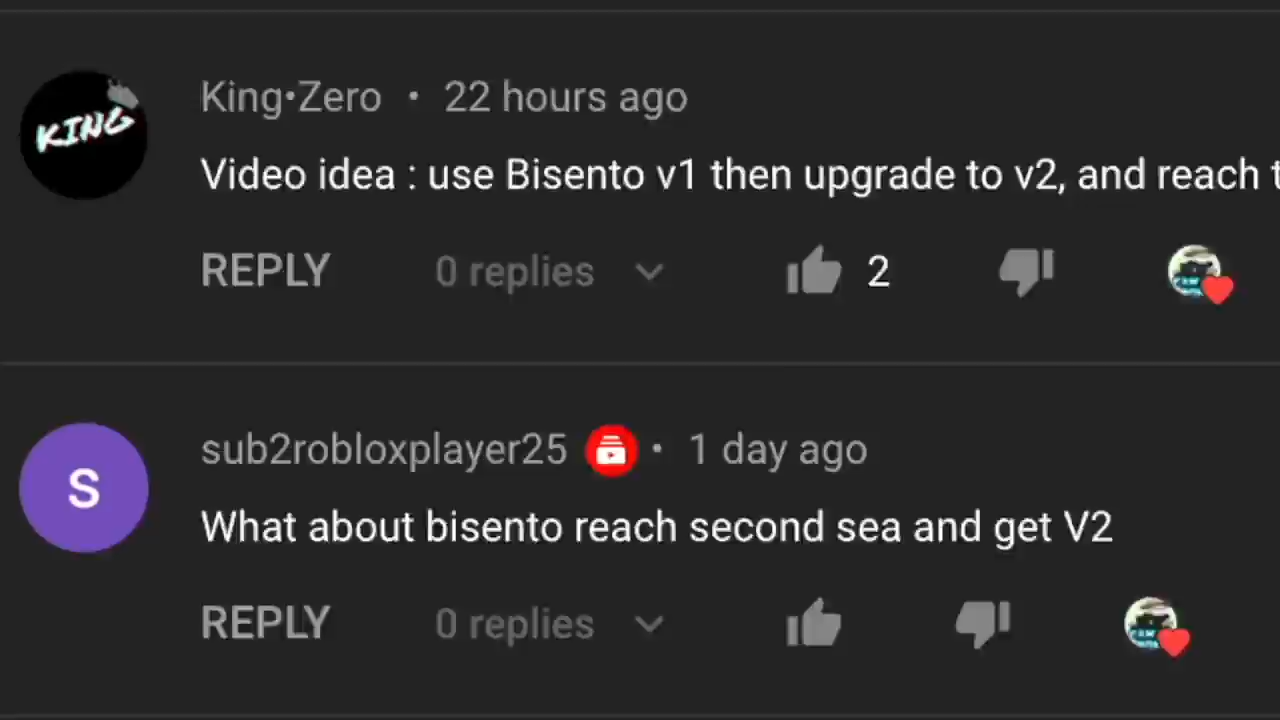 KING
King•Zero • 22 hours ago
Video idea : use Bisento v1 then upgrade to v2, and reach t
REPLY 0 replies 2
S
sub2robloxplayer25 • 1 day ago
What about bisento reach second sea and get V2
REPLY 0 replies